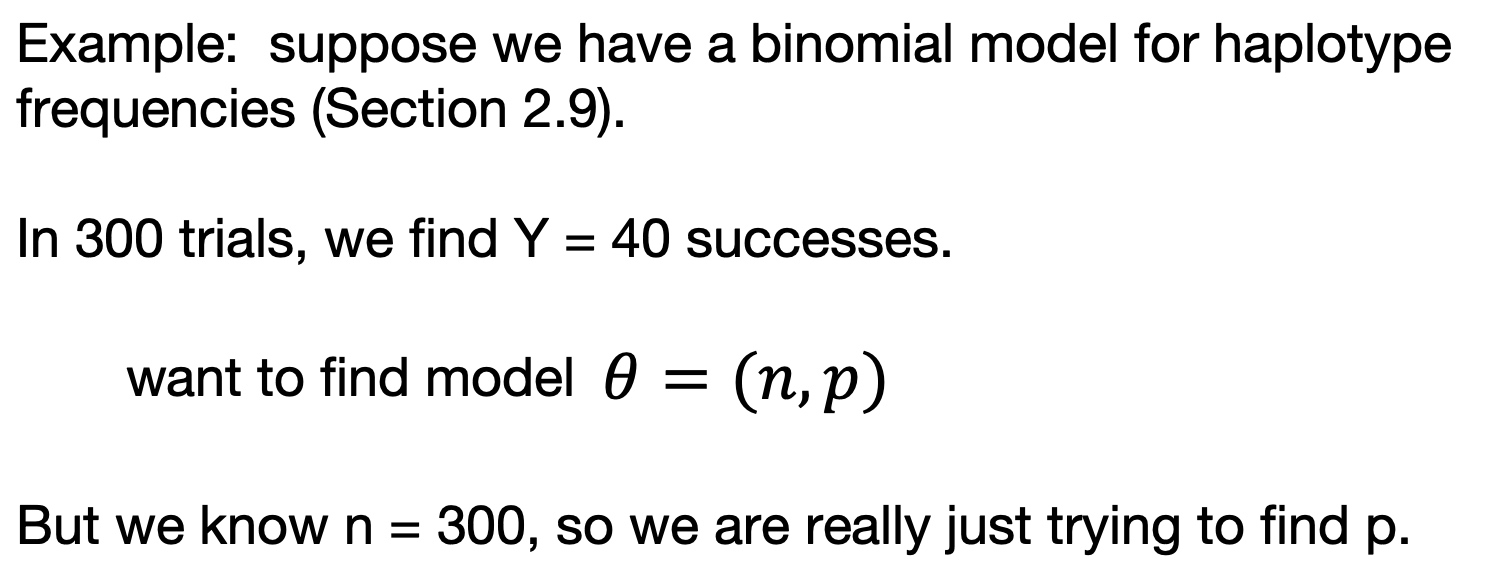 Example:  suppose we have a binomial model for haplotype
frequencies (Section 2.9).
In 300 trials, we find Y = 40 successes.
want to find model 𝜃 = (𝑛, 𝑝)
But we know n = 300, so we are really just trying to find p.